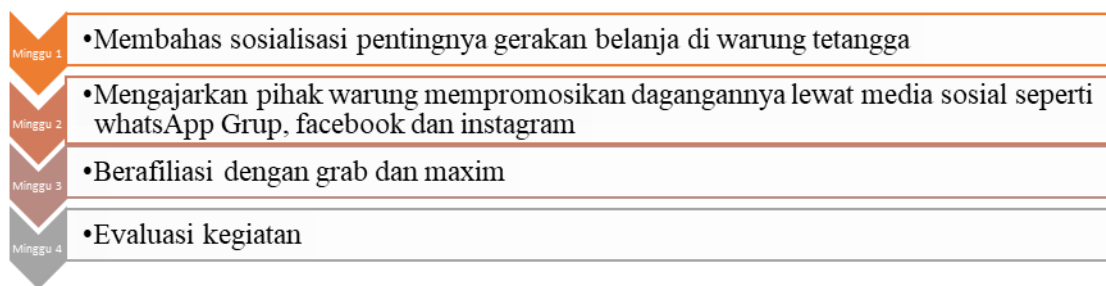 Minggu 1
•Membahas sosialisasi pentingnya gerakan belanja di warung tetangga
Minggu 2
•Mengajarkan pihak warung mempromosikan dagangannya lewat media sosial seperti
whatsApp Grup, facebook dan instagram
Minggu 3
•Berafiliasi dengan grab dan maxim
Minggu 4
•Evaluasi kegiatan